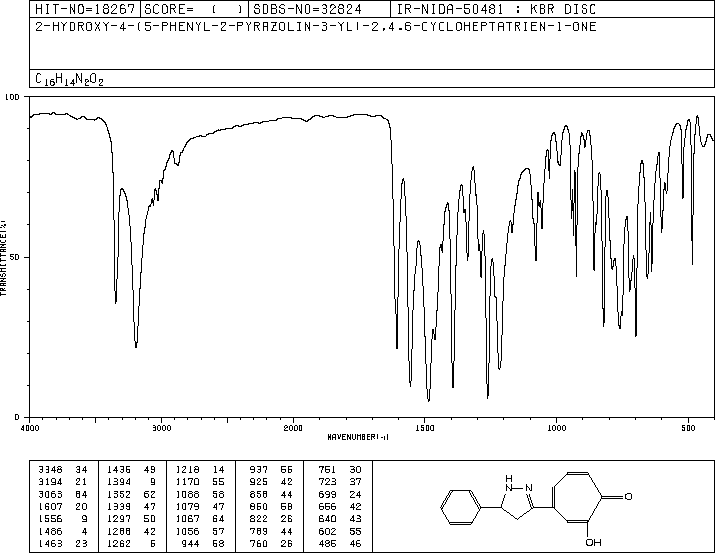 HIT-NO=18267 SCORE= ( ) SDBS-NO=32824 IR-NIDA-50481 : KBR DISC
2-HYDROXY-4-(5-PHENYL-2-PYRAZOLIN-3-YL)-2,4,6-CYCLOHEPTATRIEN-1-ONE
C16H14N2O2
100
50
0
TRANSMITTANCE(%)
4000 3000 2000 1500 1000 500
WAVENUMBER(-1)
3348 34 1436 49 1218 14 937 56 751 30
3194 21 1394 9 1170 55 925 42 723 37
3063 64 1352 62 1088 58 858 44 699 24
1607 20 1339 47 1079 47 850 58 656 42
1556 9 1297 50 1067 64 822 26 640 43
1486 4 1288 42 1056 57 789 44 602 55
1463 23 1262 5 944 58 760 26 486 46
H
N N
O
OH